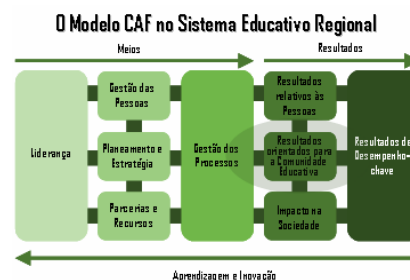 O Modelo CAF no Sistema Educativo Regional
Meios
Resultados
Liderança
Gestão das
Pessoas
Planeamento e
Estratégia
Parcerias e
Recursos
Gestão dos
Processos
Resultados
relativos às
Pessoas
Resultados
orientados para
a Comunidade
Educativa
Impacto na
Sociedade
Resultados de
Desempenho-
chave
Aprendizagem e Inovação